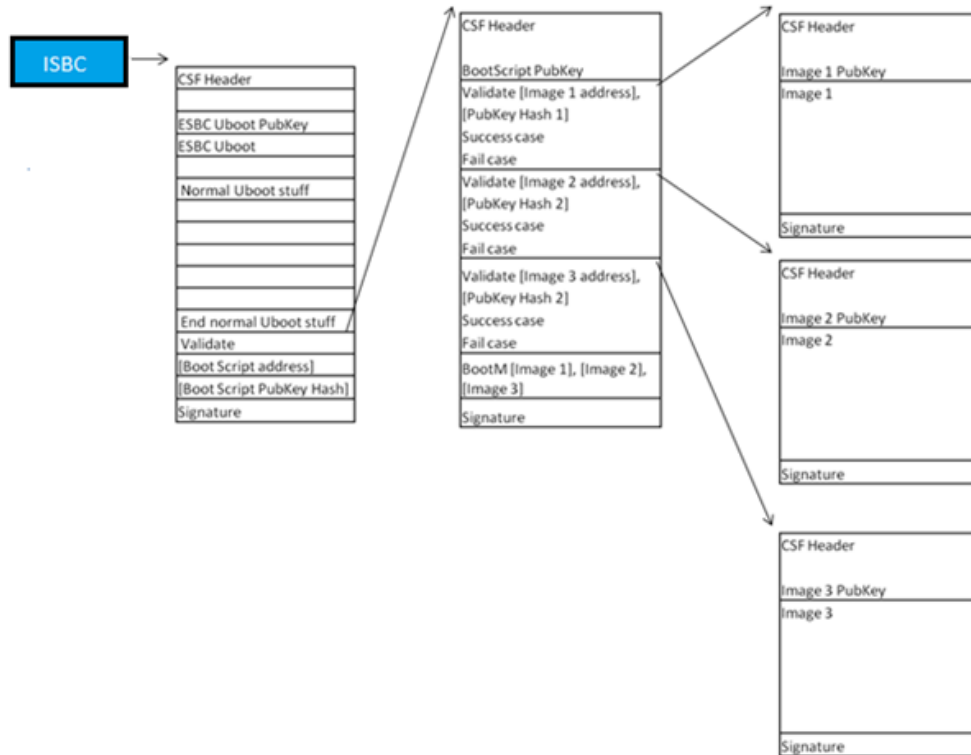 ISBC
CSF Header
ESBC Uboot PubKey
ESBC Uboot
Normal Uboot stuff
End normal Uboot stuff
Validate
[Boot Script address]
[Boot Script PubKey Hash]
Signature
CSF Header
BootScript PubKey
Validate [Image 1 address],
[PubKey Hash 1]
Success case
Fail case
Validate [Image 2 address],
[PubKey Hash 2]
Success case
Fail case
Validate [Image 3 address],
[PubKey Hash 2]
Success case
Fail case
BootM [Image 1], [Image 2],
[Image 3]
Signature
CSF Header
Image 1 PubKey
Image 1
Signature
CSF Header
Image 2 PubKey
Image 2
Signature
CSF Header
Image 3 PubKey
Image 3
Signature